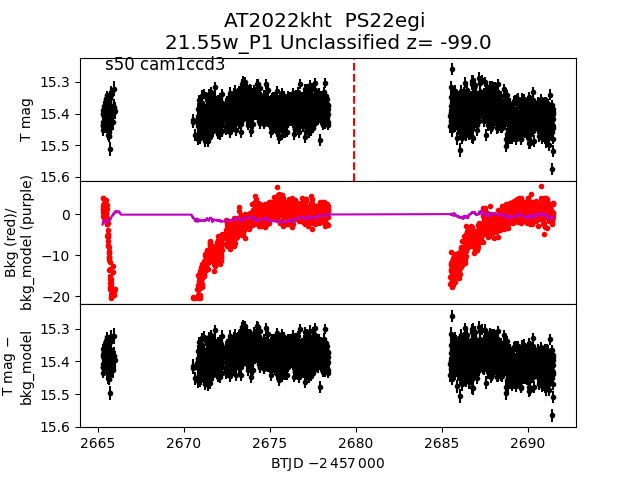 AT2022kht  PS22egi
21.55w_P1 Unclassified z= -99.0
s50 cam1ccd3
15.3
15.4
15.5
15.6
T mag
0
−10
−20
Bkg (red)/
bkg_model (purple)
15.3
15.4
15.5
15.6
T mag −
bkg_model
2665 2670 2675 2680 2685 2690
BTJD −2 457 000